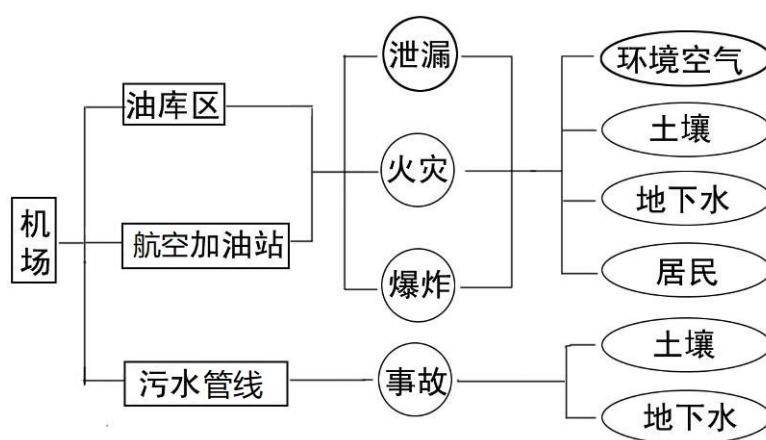 机场
油库区
航空加油站
污水管线
泄漏
火灾
爆炸
事故
环境空气
土壤
地下水
居民
土壤
地下水